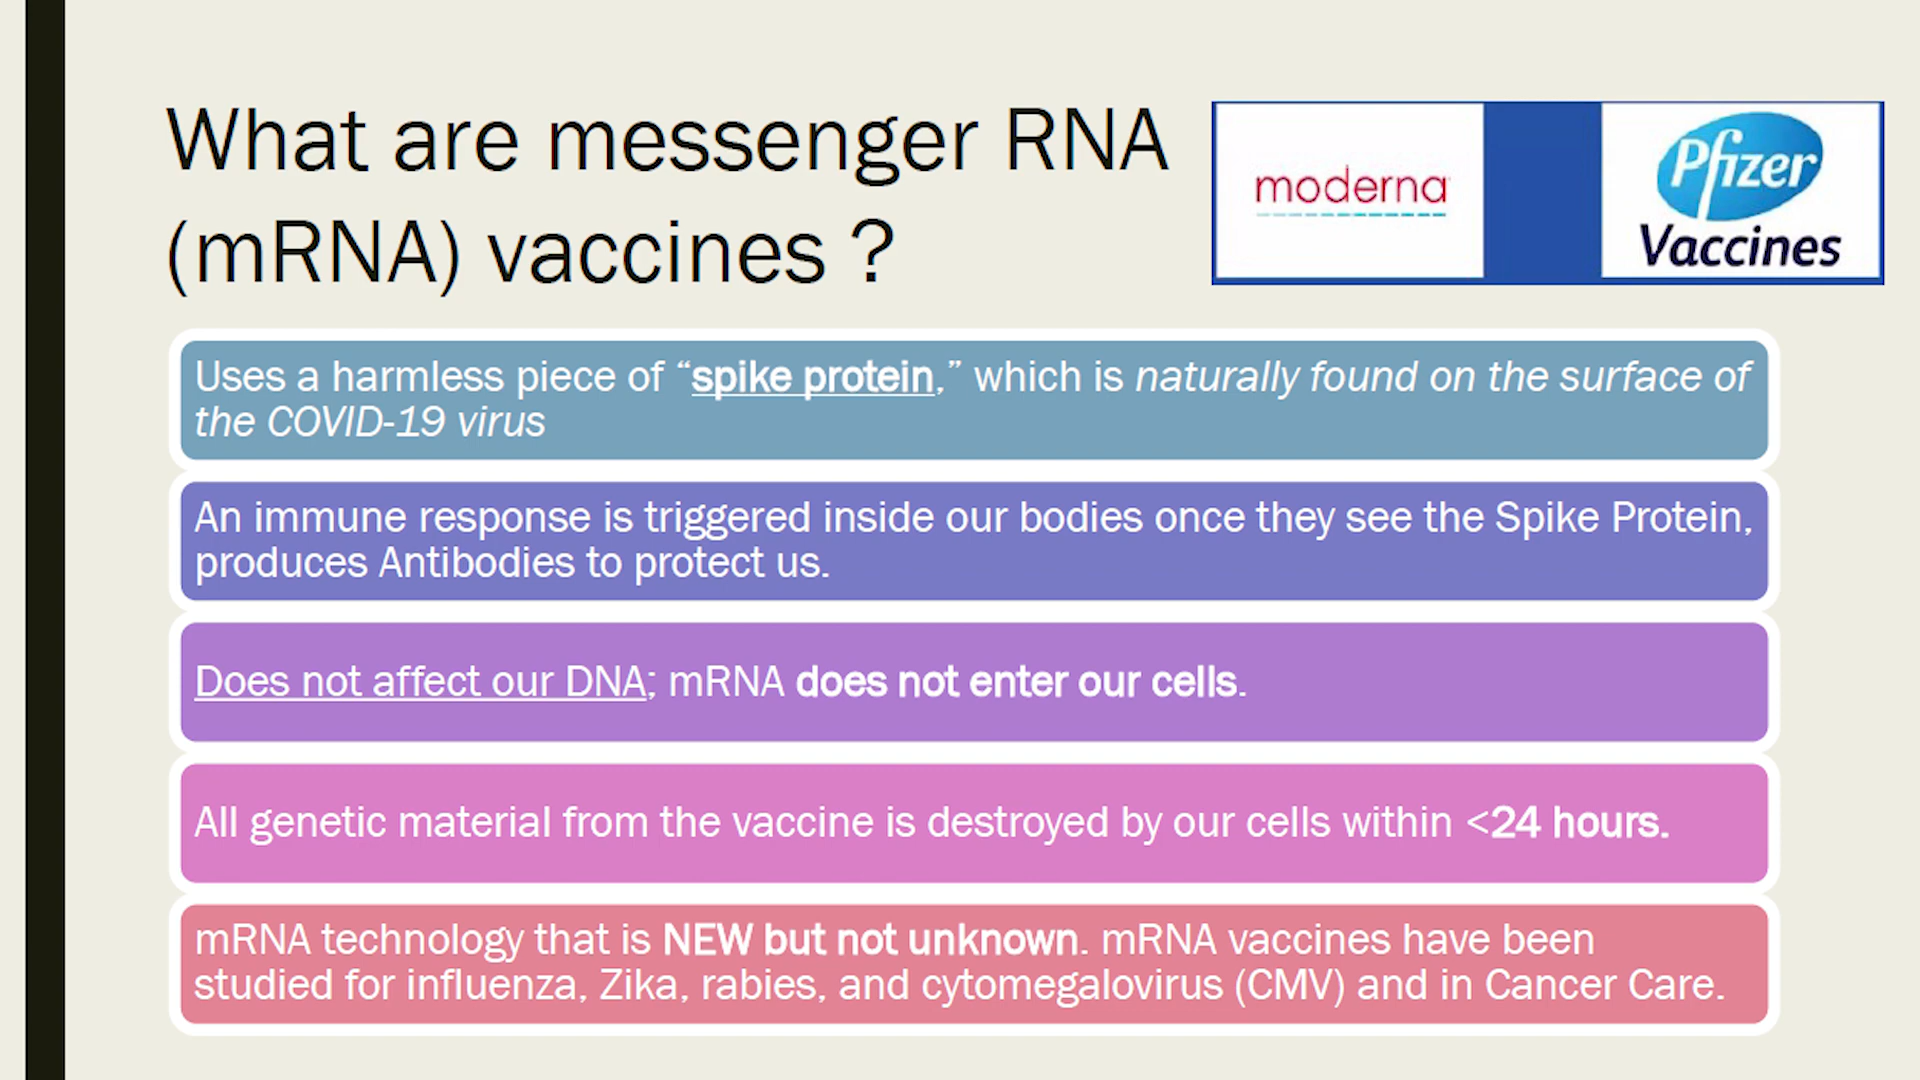 What are messenger RNA
(mRNA) vaccines ?
moderna
Pfizer
Vaccines
Uses a harmless piece of “spike protein,” which is naturally found on the surface of
the COVID-19 virus
An immune response is triggered inside our bodies once they see the Spike Protein,
produces Antibodies to protect us.
Does not affect our DNA; mRNA does not enter our cells.
All genetic material from the vaccine is destroyed by our cells within <24 hours.
mRNA technology that is NEW but not unknown. mRNA vaccines have been
studied for influenza, Zika, rabies, and cytomegalovirus (CMV) and in Cancer Care.